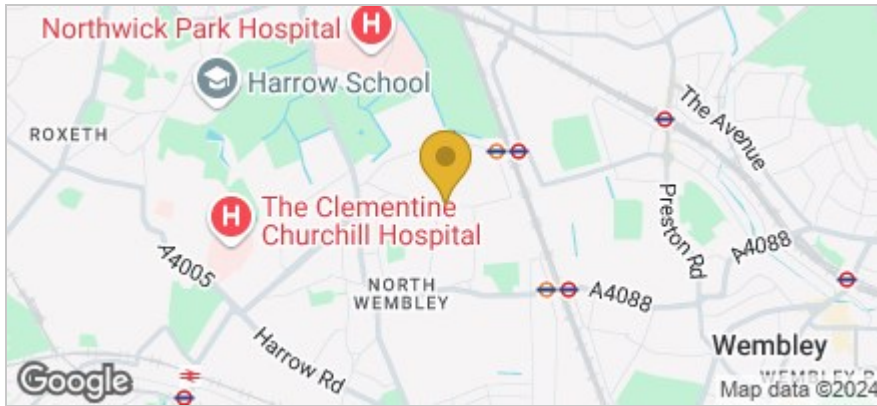 Northwick Park Hospital
H
Harrow School
ROXETH
The Avenue
H
The Clementine
Churchill Hospital
Preston Rd
A4088
A4005
NORTH
WEMBLEY
A4088
Harrow Rd
Wembley
Google
Map data ©2024